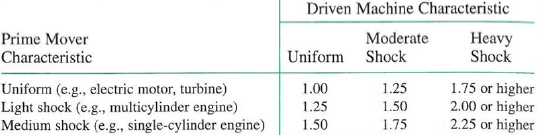 Driven Machine Characteristic
Prime Mover Moderate Heavy
Characteristic Uniform Shock Shock
Uniform (e.g., electric motor, turbine) 1.00 1.25 1.75 or higher
Light shock (e.g., multicylinder engine) 1.25 1.50 2.00 or higher
Medium shock (e.g., single-cylinder engine) 1.50 1.75 2.25 or higher